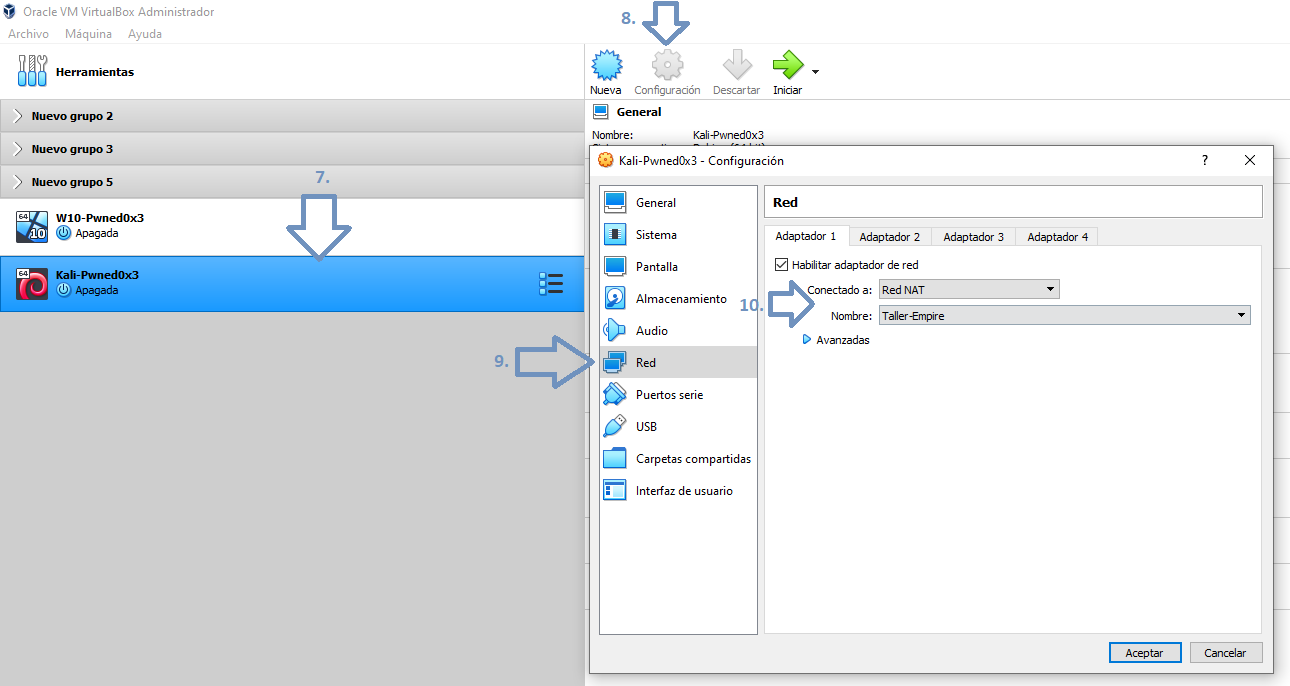 Oracle VM VirtualBox Administrador
Archivo Máquina Ayuda
8.
Herramientas
Nueva Configuración Descartar Iniciar
Nuevo grupo 2
Nuevo grupo 3
Nuevo grupo 5
7.
64
10
W10-Pwned0x3
Apagada
64
Kali-Pwned0x3
Apagada
General
Nombre: Kali-Pwned0x3
Kali-Pwned0x3 - Configuración ?
General
Sistema
Pantalla
Almacenamiento
Audio
9.
Red
Puertos serie
USB
Carpetas compartidas
Interfaz de usuario
Red
Adaptador 1 Adaptador 2 Adaptador 3 Adaptador 4
Habilitar adaptador de red
10.
Conectado a: Red NAT
Nombre: Taller-Empire
Avanzadas
Aceptar Cancelar